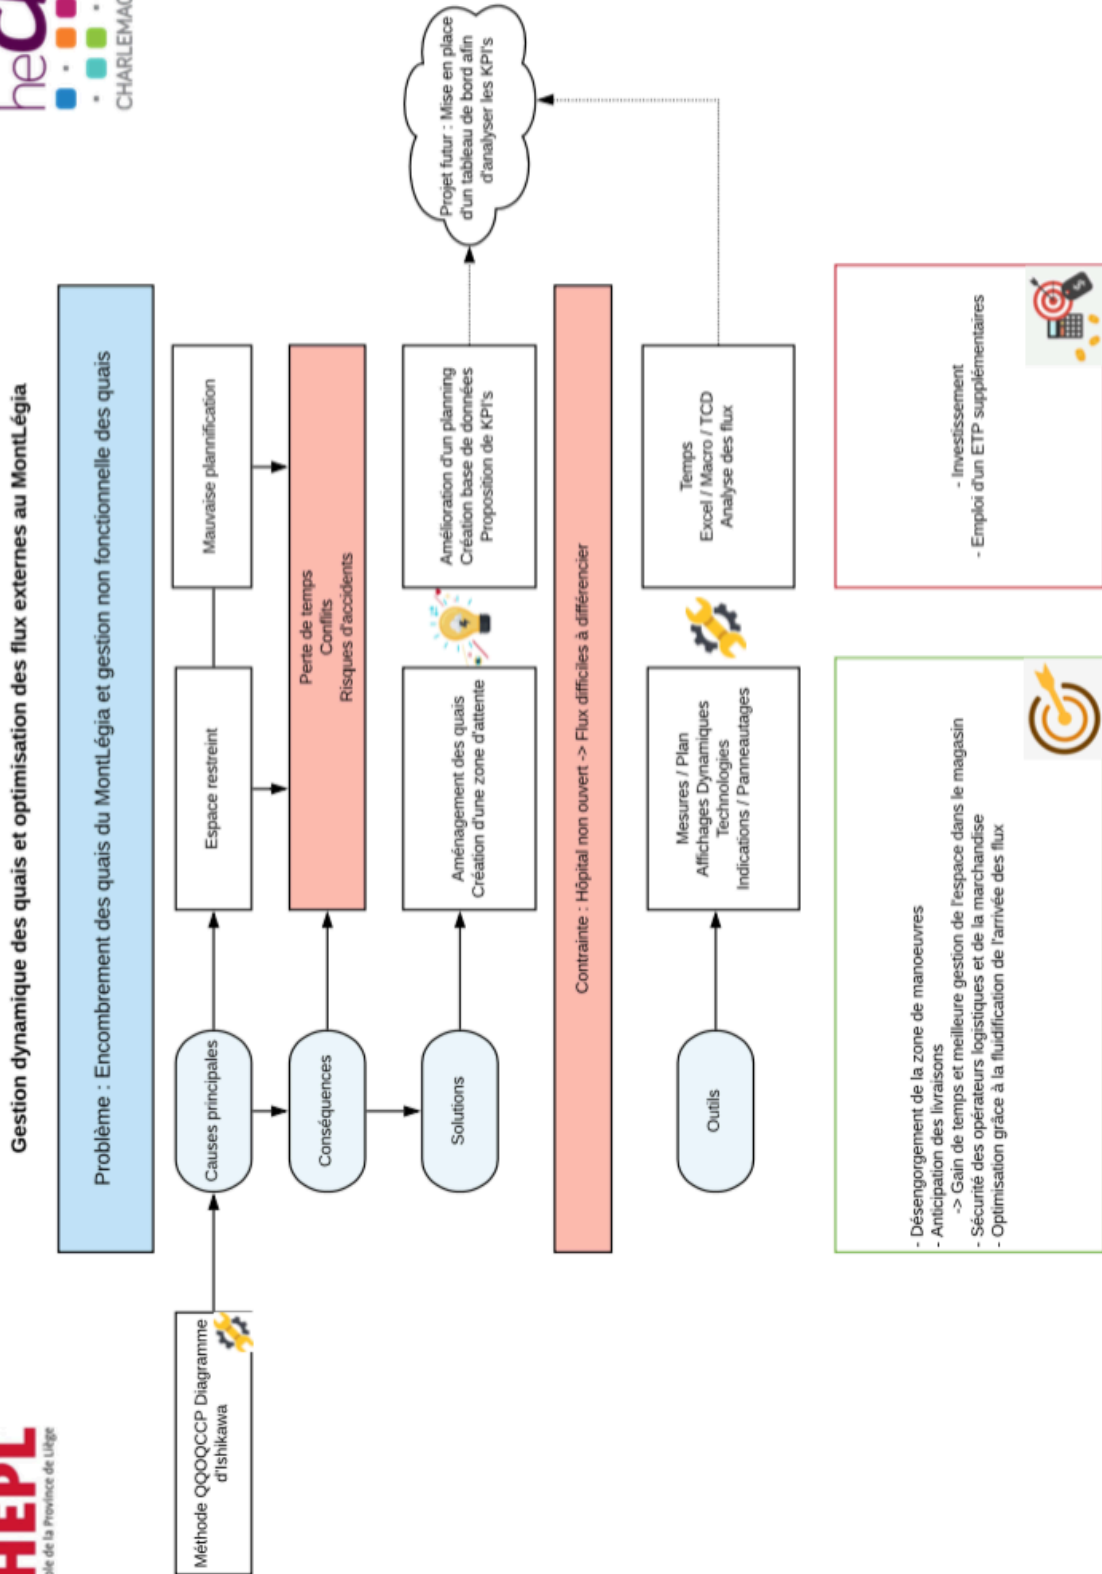 HEPL
de la Province de Liège
he
CHARLEMAG
Gestion dynamique des quais et optimisation des flux externes au MontLégia
Problème : Encombrement des quais du MontLégia et gestion non fonctionnelle des quais
Méthode QQOQCCP Diagramme
d'Ishikawa
Causes principales
Espace restreint
Mauvaise plannification
Conséquences
Perte de temps
Conflits
Risques d'accidents
Solutions
Aménagement des quais
Création d'une zone d'attente
Amélioration d'un planning
Création base de données
Proposition de KPI's
Projet futur : Mise en place
d'un tableau de bord afin
d'analyser les KPI's
Contrainte : Hôpital non ouvert -> Flux difficiles à différencier
Outils
Mesures / Plan
Affichages Dynamiques
Technologies
Indications / Panneautages
Temps
Excel / Macro / TCD
Analyse des flux
- Désengorgement de la zone de manoeuvres
- Anticipation des livraisons
-> Gain de temps et meilleure gestion de l'espace dans le magasin
- Sécurité des opérateurs logistiques et de la marchandise
- Optimisation grâce à la fluidification de l'arrivée des flux
- Investissement
- Emploi d'un ETP supplémentaires